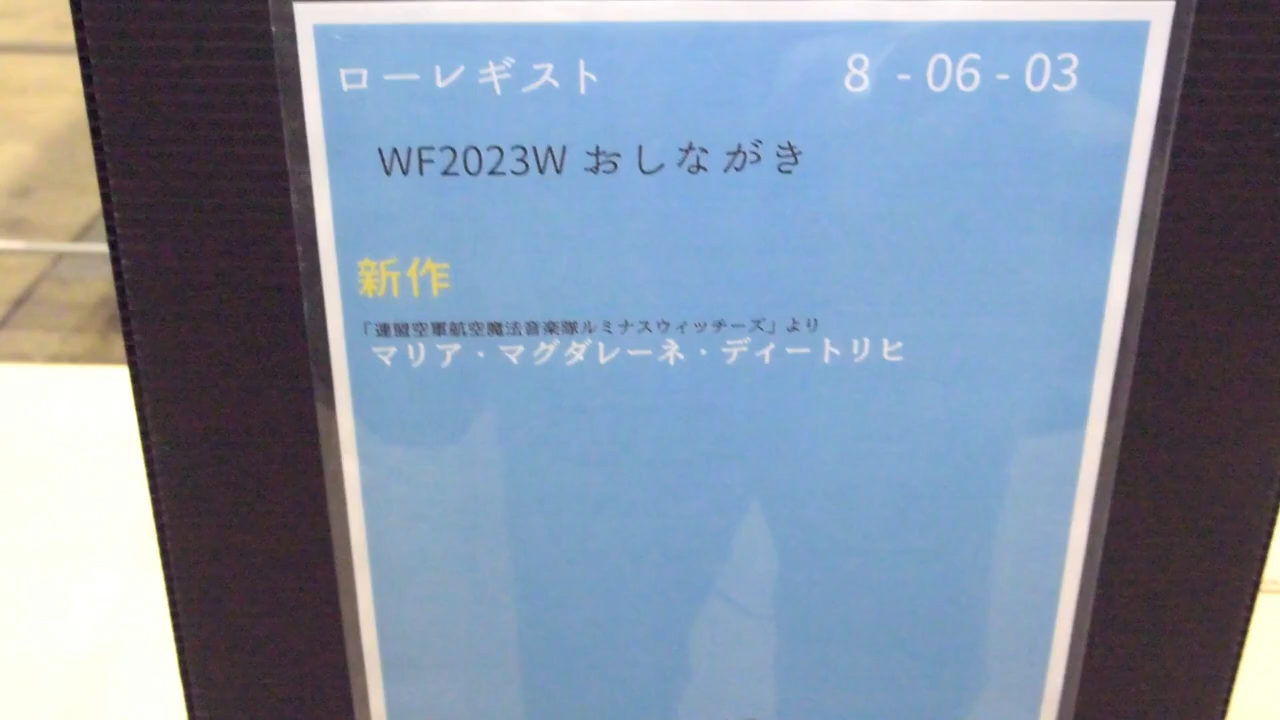 ローレギスト 8 - 06 - 03
WF2023W おしながき
新作
「連盟空軍航空魔法音楽隊ルミナスウィッチーズ」より
マリア・マグダレーネ・ディートリヒ